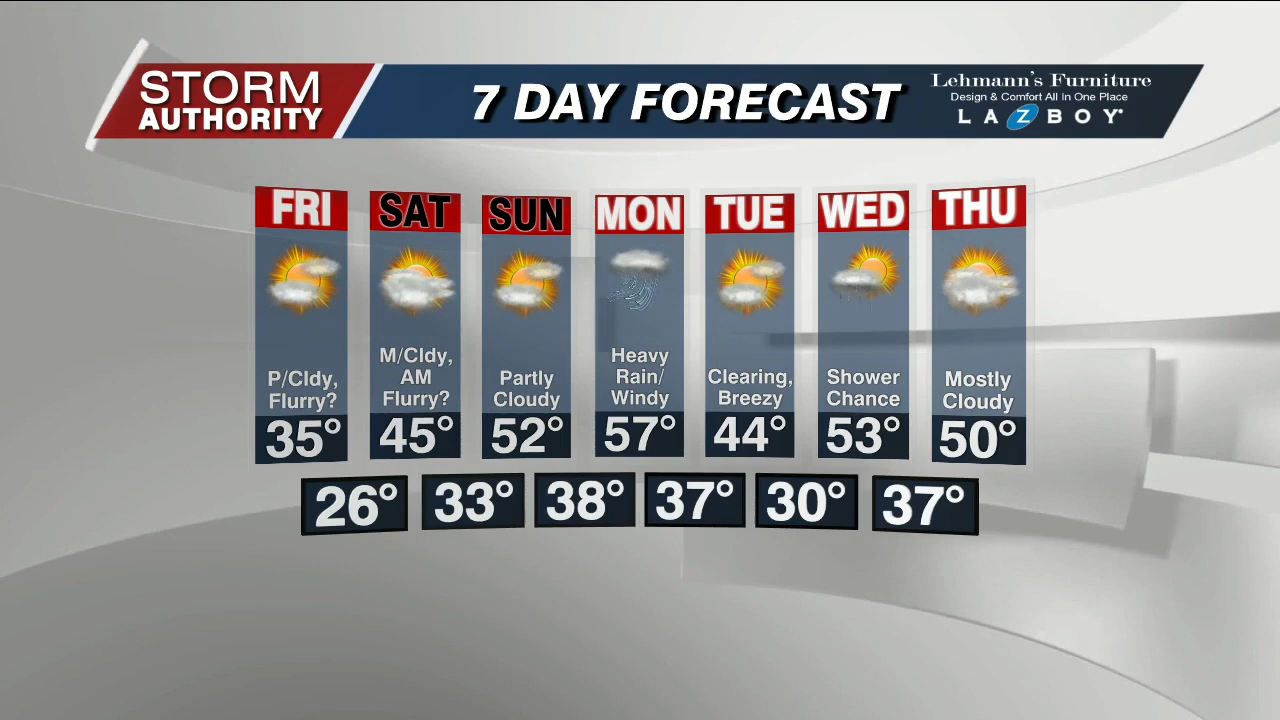 STORM
AUTHORITY
7 DAY FORECAST
Lehmann's Furniture
Design & Comfort All In One Place
LAZBOY®
FRI
P/Cldy,
Flurry?
35°
SAT
M/Cldy,
AM
Flurry?
45°
SUN
Partly
Cloudy
52°
MON
Heavy
Rain/
Windy
57°
TUE
Clearing,
Breezy
44°
WED
Shower
Chance
53°
THU
Mostly
Cloudy
50°
26°
33°
38°
37°
30°
37°